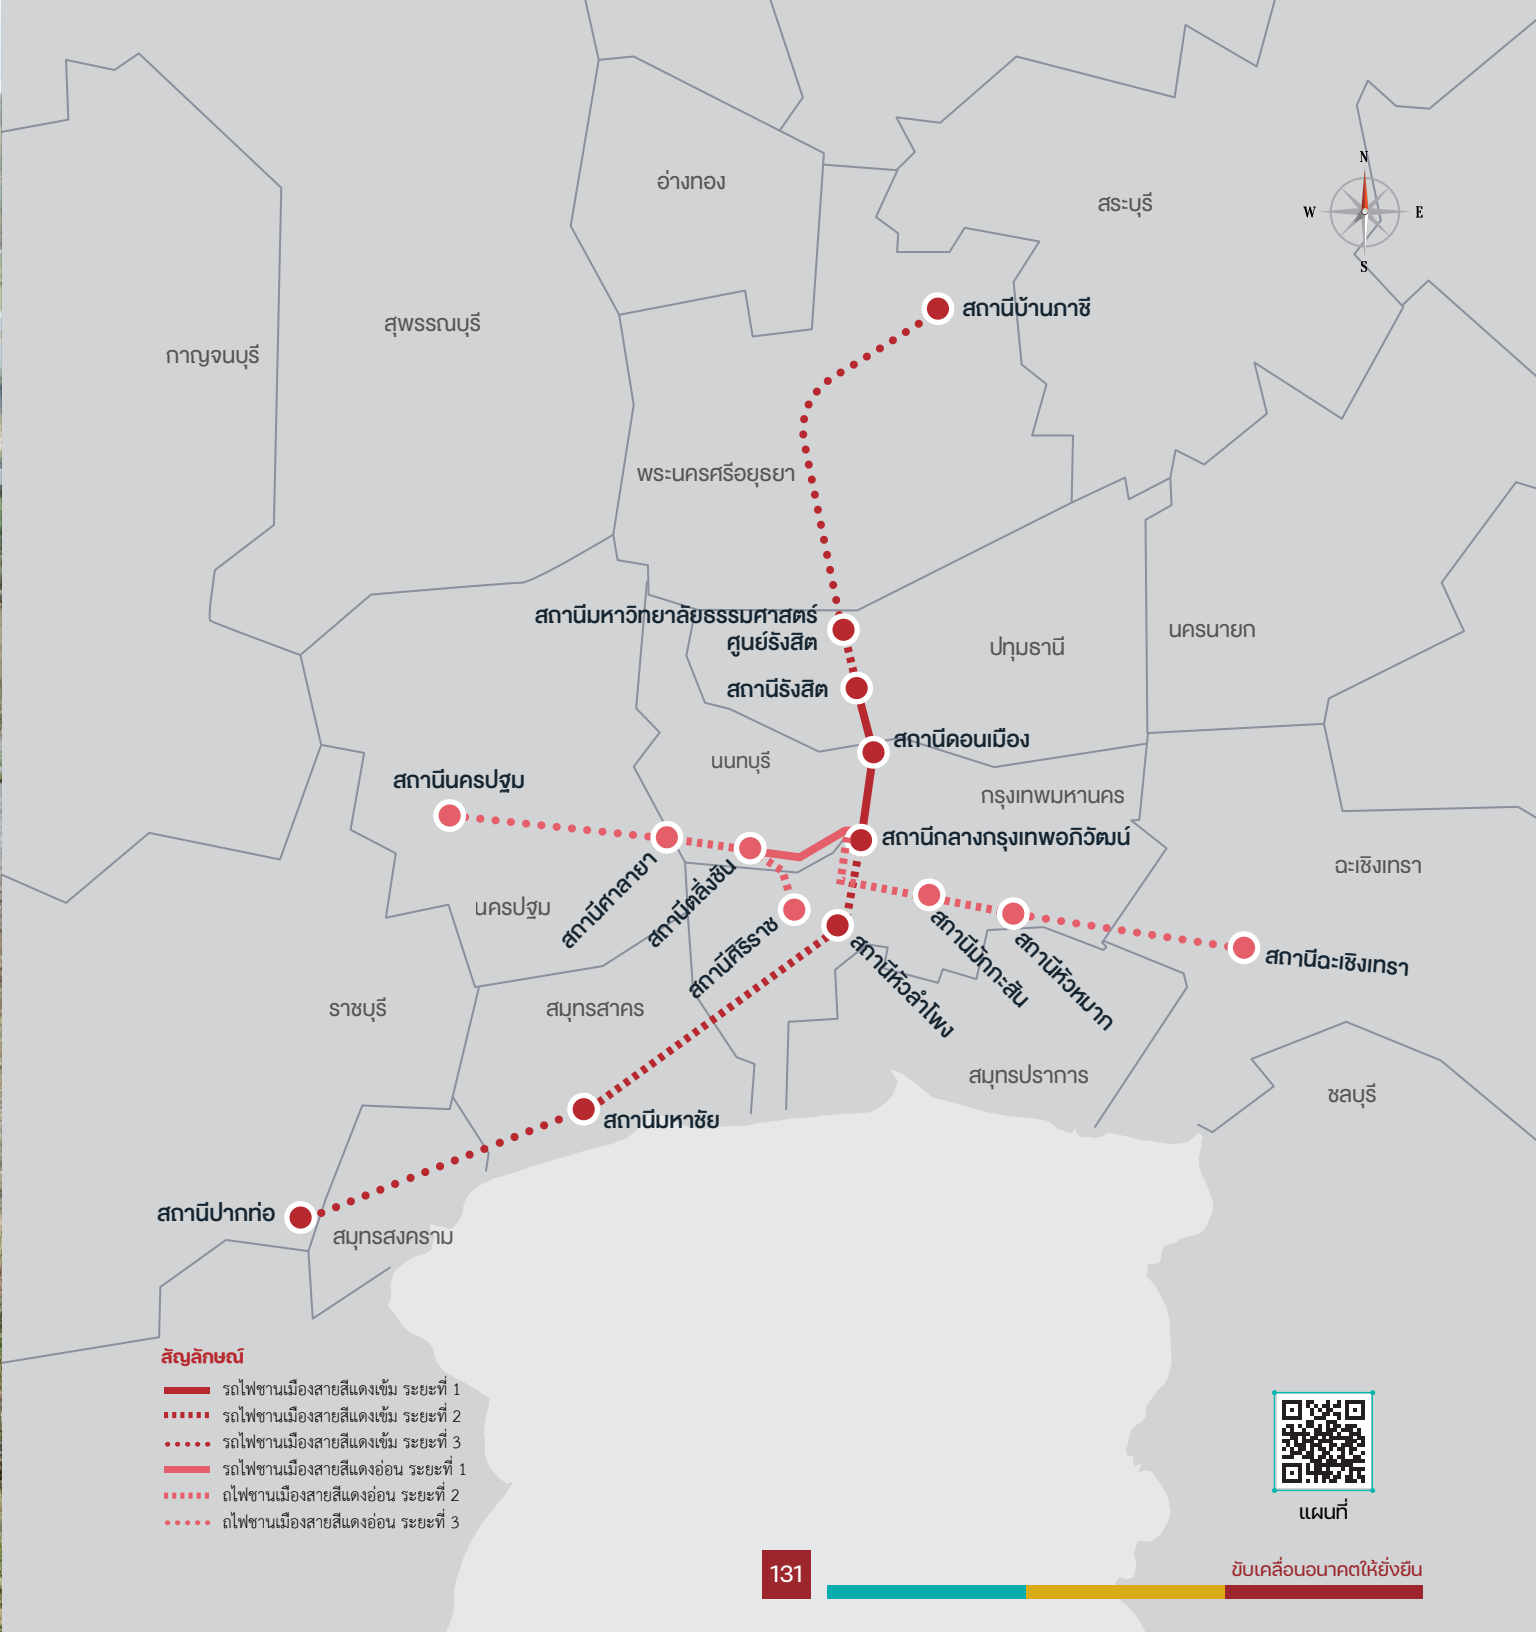 อ่างทอง
สระบุรี
N
W
E
S
สถานีบ้านภาชี
สุพรรณบุรี
กาญจนบุรี
พระนครศรีอยุธยา
สถานีมหาวิทยาลัยธรรมศาสตร์
ศูนย์รังสิต
นครนายก
ปทุมธานี
สถานีรังสิต
สถานีดอนเมือง
นนทบุรี
สถานีนครปฐม
กรุงเทพมหานคร
สถานีกลางกรุงเทพอภิวัฒน์
ฉะเชิงเทรา
สถานีศาลายา
สถานีตลิ่งชัน
นครปฐม
สถานีศิริราช
สถานีหัวลำโพง
สถานีมักกะสัน
สถานีหัวหมาก
สถานีฉะเชิงเทรา
ราชบุรี
สมุทรสาคร
สมุทรปราการ
ชลบุรี
สถานีมหาชัย
สถานีปากท่อ
สมุทรสงคราม
สัญลักษณ์
รถไฟชานเมืองสายสีแดงเข้ม ระยะที่ 1
รถไฟชานเมืองสายสีแดงเข้ม ระยะที่ 2
รถไฟชานเมืองสายสีแดงเข้ม ระยะที่ 3
รถไฟชานเมืองสายสีแดงอ่อน ระยะที่ 1
ถไฟชานเมืองสายสีแดงอ่อน ระยะที่ 2
ถไฟชานเมืองสายสีแดงอ่อน ระยะที่ 3
แผนที่
131
ขับเคลื่อนอนาคตให้ยั่งยืน